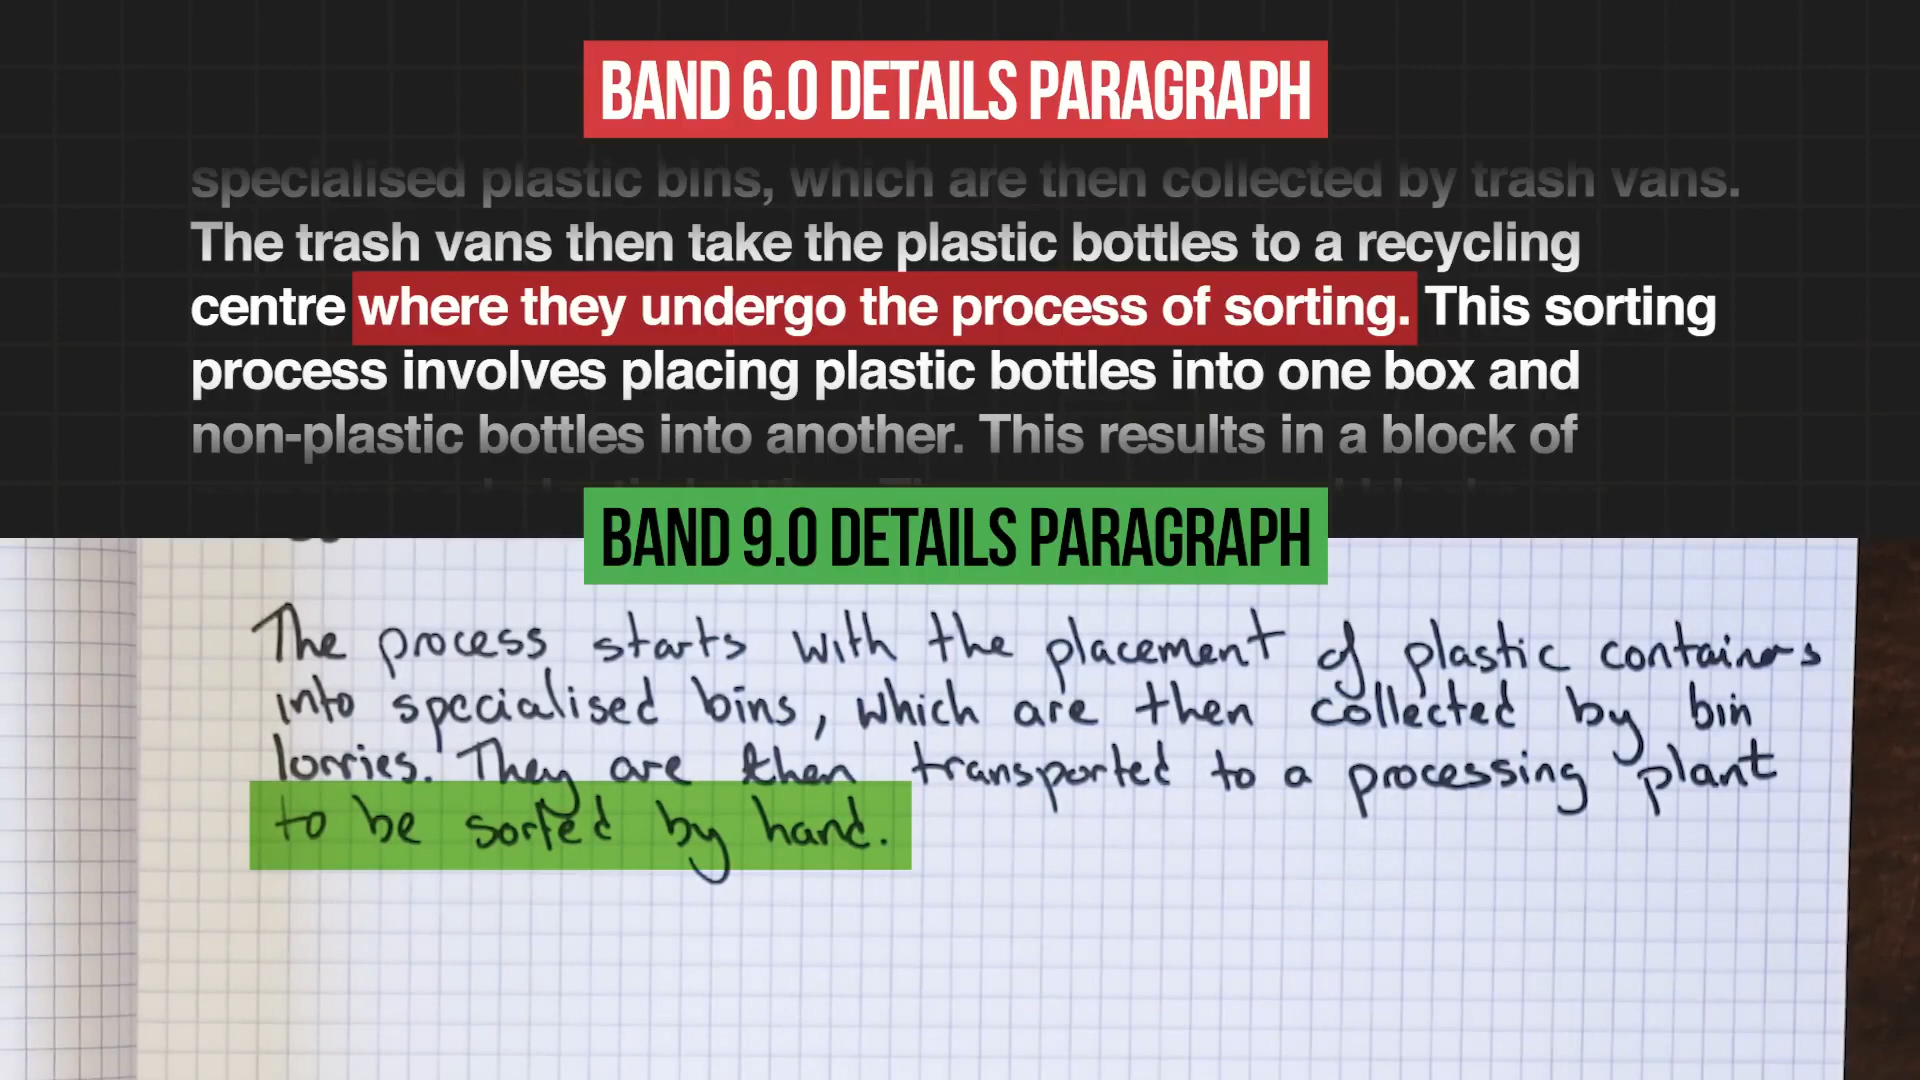 BAND 6.0 DETAILS PARAGRAPH
specialised plastic bins, which are then collected by trash vans.
The trash vans then take the plastic bottles to a recycling
centre where they undergo the process of sorting. This sorting
process involves placing plastic bottles into one box and
non-plastic bottles into another. This results in a block of
BAND 9.0 DETAILS PARAGRAPH
The process starts with the placement of plastic containers
into specialised bins, which are then collected by bin
lorries. They are then transported to a processing plant
to be sorted by hand.